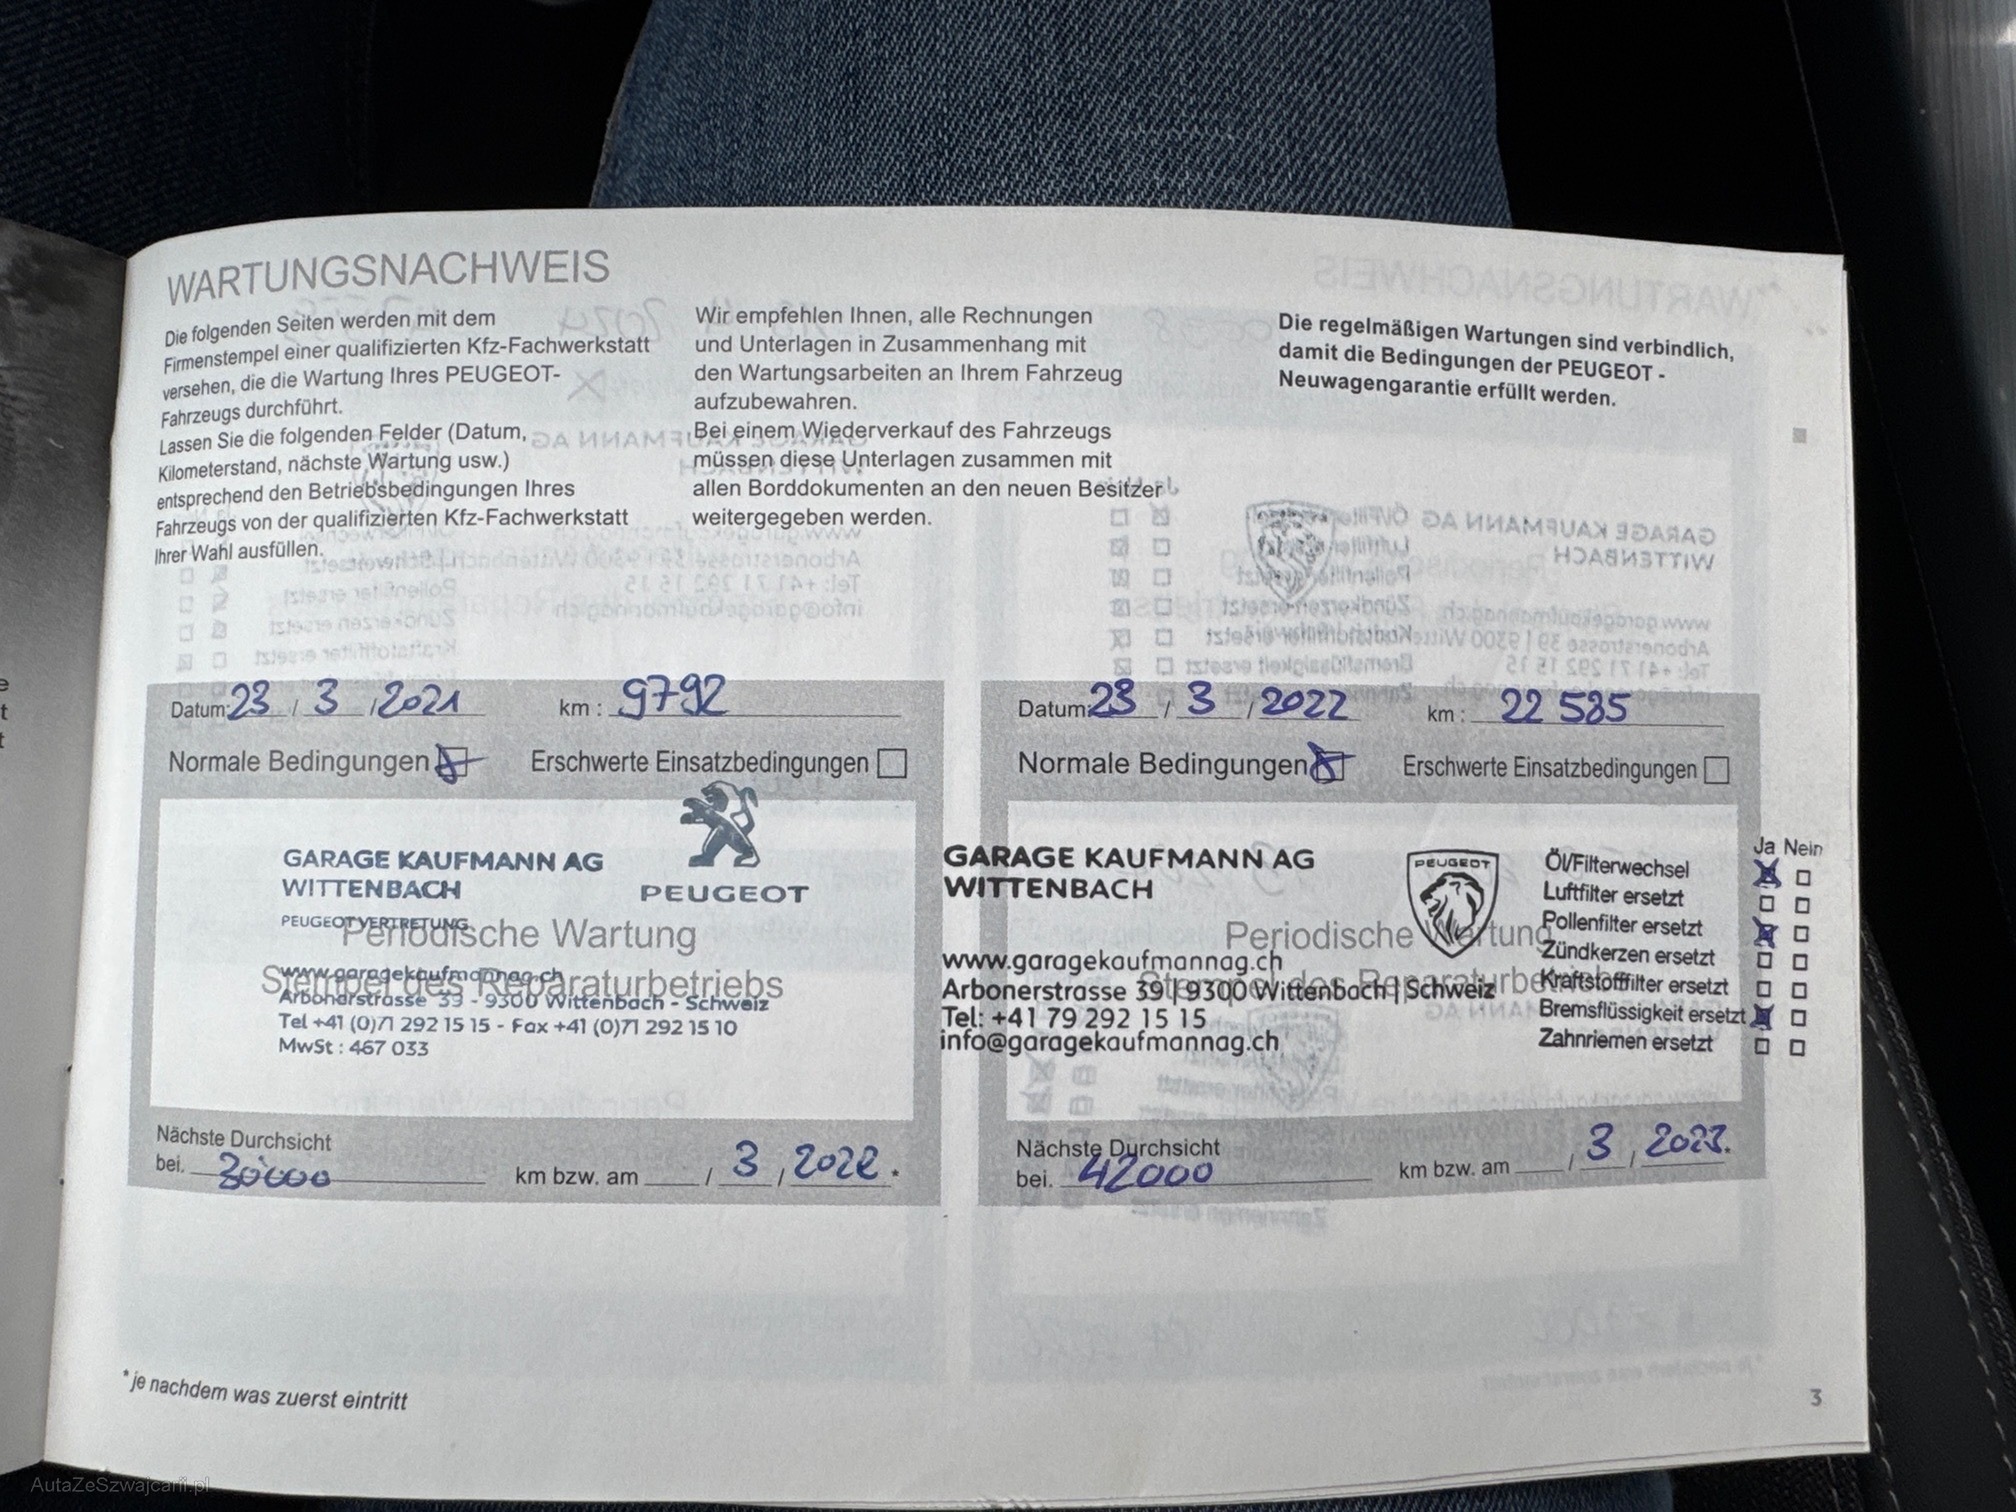 WARTUNGSNACHWEIS
Die folgenden Seiten werden mit dem
Firmenstempel einer qualifizierten Kfz-Fachwerkstatt
versehen, die die Wartung Ihres PEUGEOT-
Fahrzeugs durchführt.
Lassen Sie die folgenden Felder (Datum,
Kilometerstand, nächste Wartung usw.)
entsprechend den Betriebsbedingungen Ihres
Fahrzeugs von der qualifizierten Kfz-Fachwerkstatt
Ihrer Wahl ausfüllen.
Wir empfehlen Ihnen, alle Rechnungen
und Unterlagen in Zusammenhang mit
den Wartungsarbeiten an Ihrem Fahrzeug
aufzubewahren.
Bei einem Wiederverkauf des Fahrzeugs
müssen diese Unterlagen zusammen mit
allen Borddokumenten an den neuen Besitzer
weitergegeben werden.
Die regelmäßigen Wartungen sind verbindlich,
damit die Bedingungen der PEUGEOT -
Neuwagengarantie erfüllt werden.
Datum: 23 / 3 / 2021 km : 9792
Normale Bedingungen Erschwerte Einsatzbedingungen
GARAGE KAUFMANN AG
WITTENBACH
PEUGEOT
PEUGEOT VERTRETUNG
Periodische Wartung
www.garagekaufmannag.ch
Stempel des Reparaturbetriebs
Arbonerstrasse 39 - 9300 Wittenbach - Schweiz
Tel +41 (0)71 292 15 15 - Fax +41 (0)71 292 15 10
MwSt : 467 033
Nächste Durchsicht
bei. 30'000 km bzw. am / 3 / 2022 *
Datum: 23 / 3 / 2022 km : 22 585
Normale Bedingungen Erschwerte Einsatzbedingungen
GARAGE KAUFMANN AG
WITTENBACH
PEUGEOT
Periodische Wartung
www.garagekaufmannag.ch
Stempel des Reparaturbetriebs
Arbonerstrasse 39 | 9300 Wittenbach | Schweiz
Tel: +41 79 292 15 15
info@garagekaufmannag.ch
Ja Nein
Öl/Filterwechsel
Luftfilter ersetzt
Pollenfilter ersetzt
Zündkerzen ersetzt
Kraftstofffilter ersetzt
Bremsflüssigkeit ersetzt
Zahnriemen ersetzt
Nächste Durchsicht
bei. 42000 km bzw. am / 3 / 2023.
* je nachdem was zuerst eintritt
3
AutaZeSzwajcarii.pl